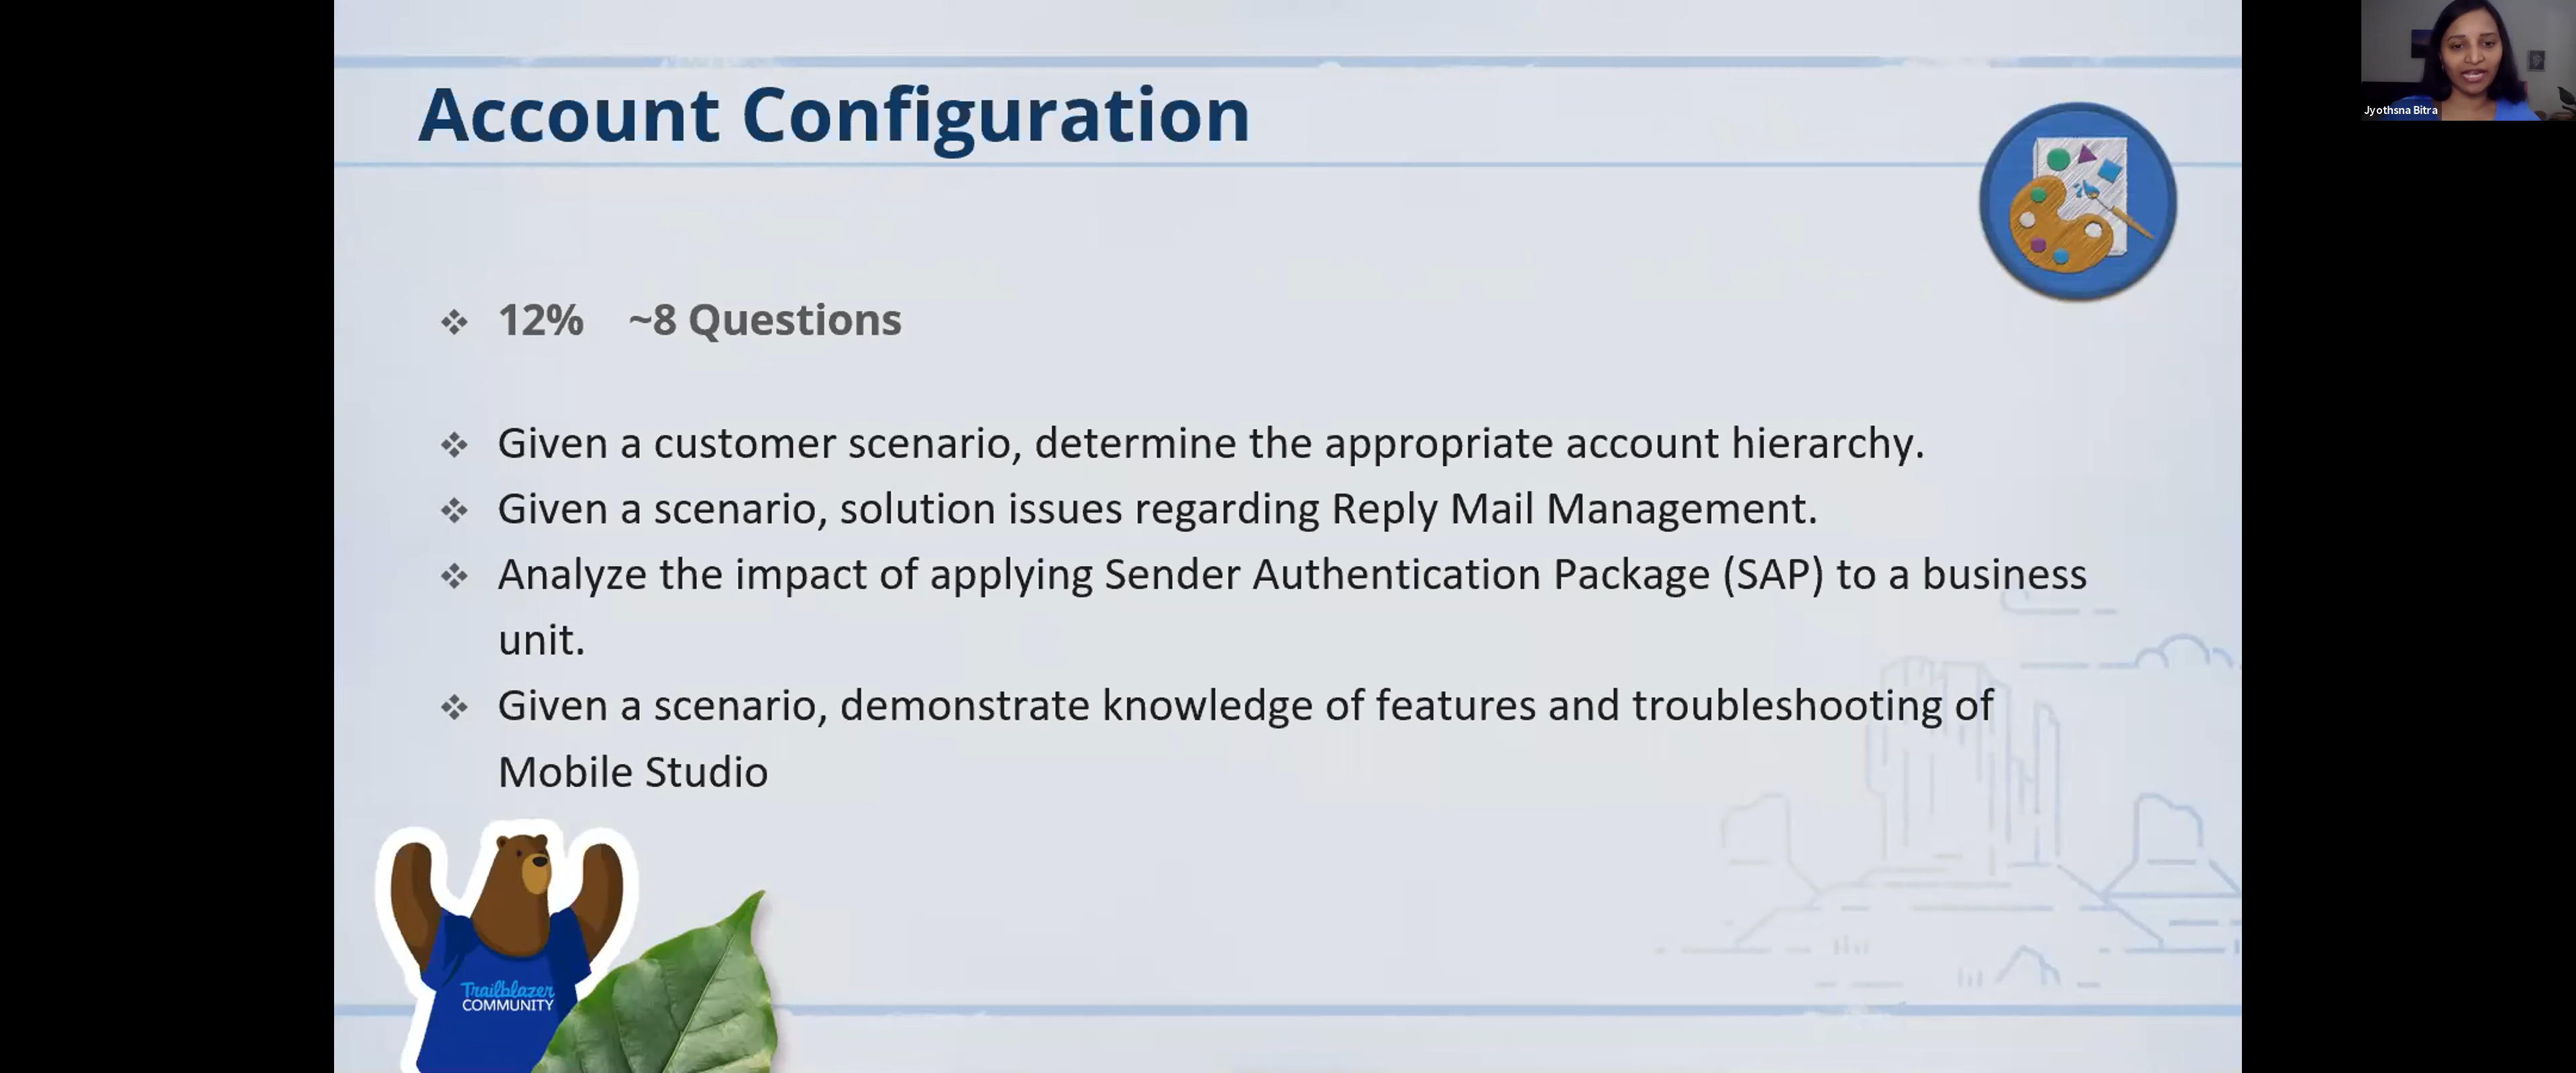 Account Configuration
Jyothsna Bitra
❖ 12% ~8 Questions
❖ Given a customer scenario, determine the appropriate account hierarchy.
❖ Given a scenario, solution issues regarding Reply Mail Management.
❖ Analyze the impact of applying Sender Authentication Package (SAP) to a business
unit.
❖ Given a scenario, demonstrate knowledge of features and troubleshooting of
Mobile Studio
Trailblazer
COMMUNITY